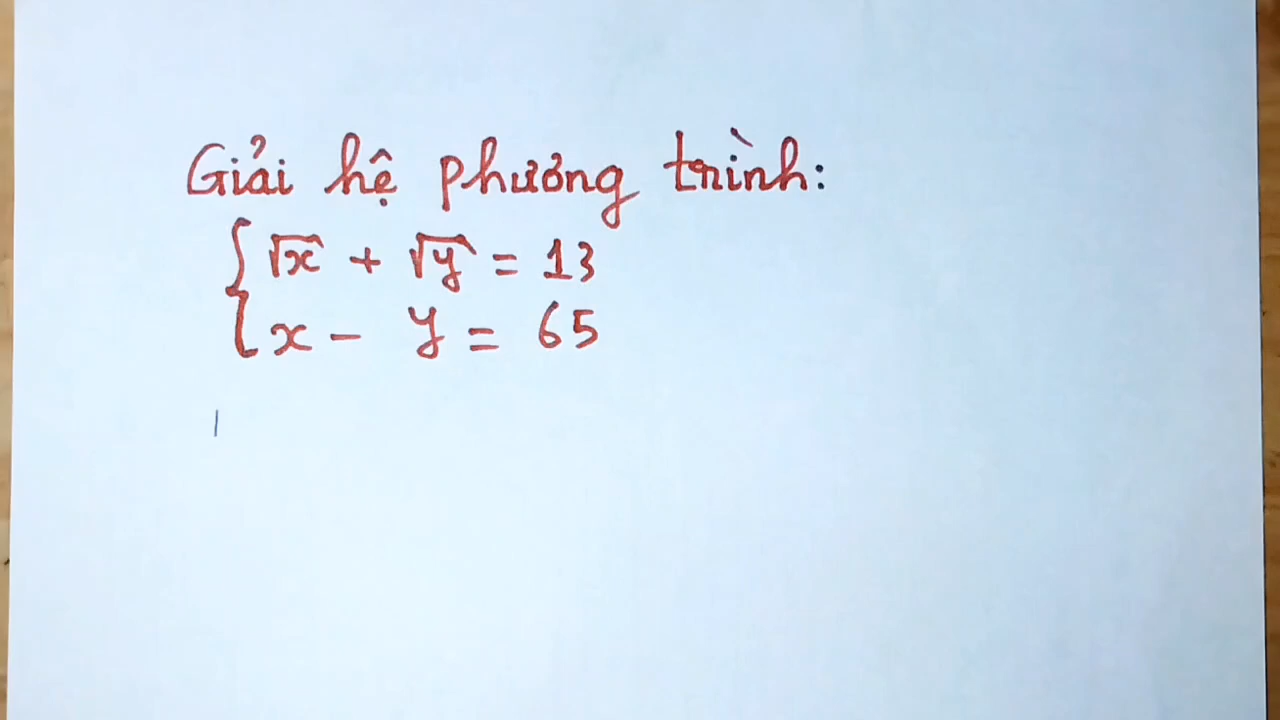 Giải hệ phương trình:
√x + √y = 13
x - y = 65